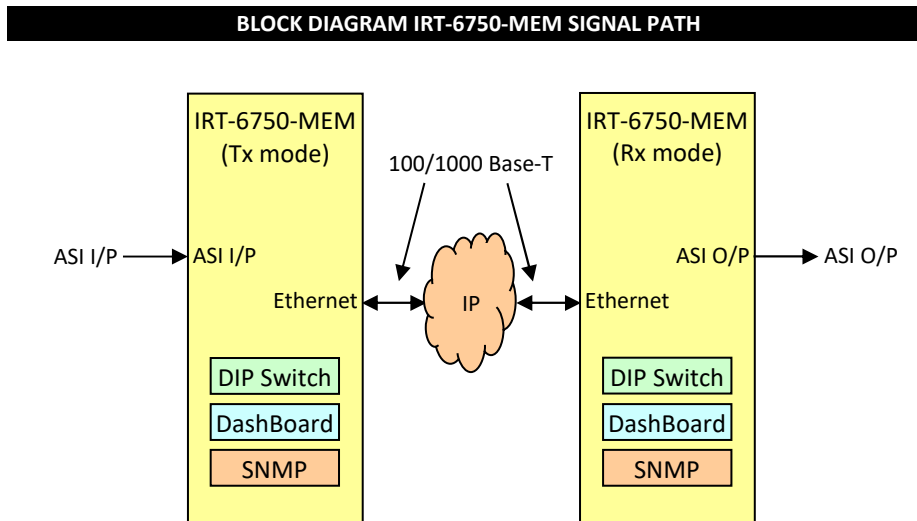 BLOCK DIAGRAM IRT-6750-MEM SIGNAL PATH
IRT-6750-MEM
(Tx mode)
IRT-6750-MEM
(Rx mode)
100/1000 Base-T
ASI I/P
ASI I/P
ASI O/P
ASI O/P
Ethernet
IP
Ethernet
DIP Switch
DashBoard
SNMP
DIP Switch
DashBoard
SNMP